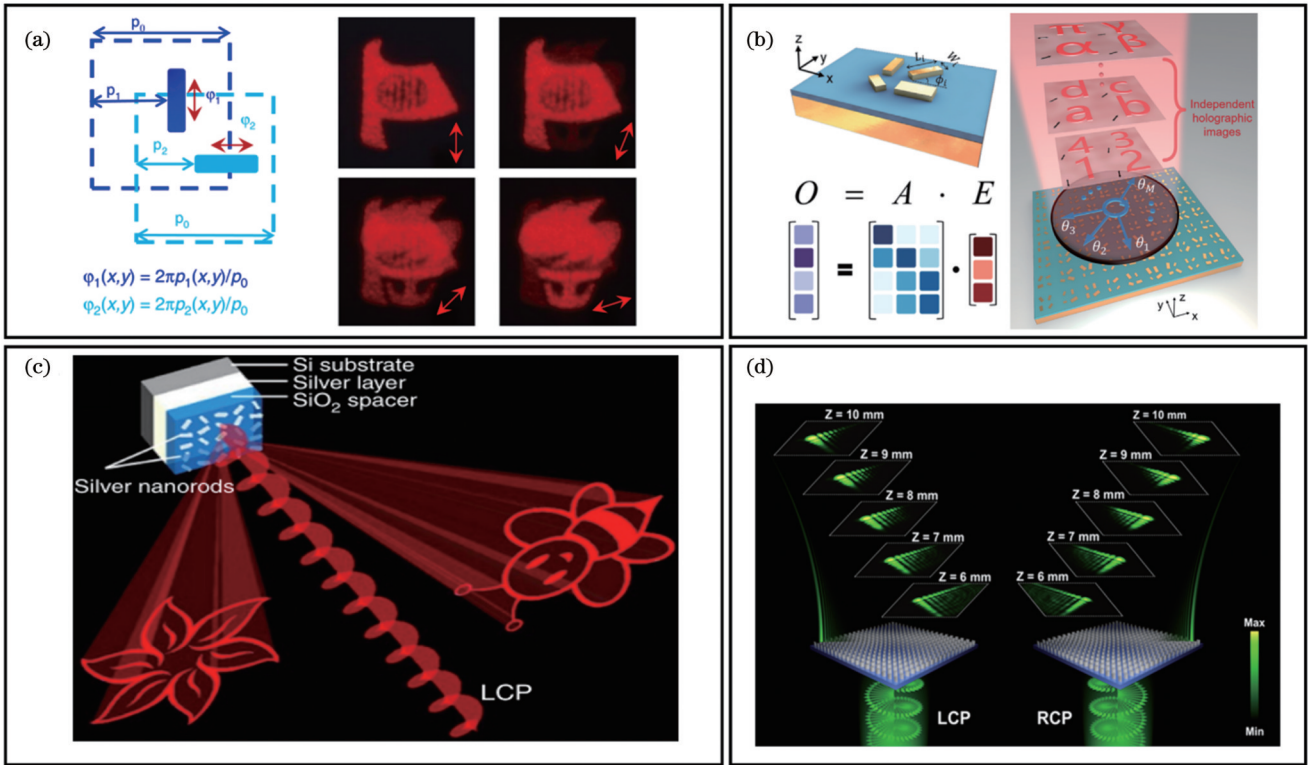 (a)
p₀
p₁
φ₁
φ₂
p₂
p₀
φ₁(x,y) = 2πp₁(x,y)/p₀
φ₂(x,y) = 2πp₂(x,y)/p₀
(b)
z
y
x
ϕᵢ
O = A · E
=
·
π γ
α β
d c
a b
4 3
1 2
Independent
holographic
images
θ_M
θ₃
θ₂
θ₁
y z
x
(c)
Si substrate
Silver layer
SiO₂ spacer
Silver nanorods
LCP
(d)
Z = 10 mm
Z = 9 mm
Z = 8 mm
Z = 7 mm
Z = 6 mm
Z = 10 mm
Z = 9 mm
Z = 8 mm
Z = 7 mm
Z = 6 mm
LCP
RCP
Max
Min